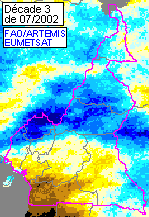 Décade 3
de 07/2002
FAO/ARTEMIS
EUMETSAT